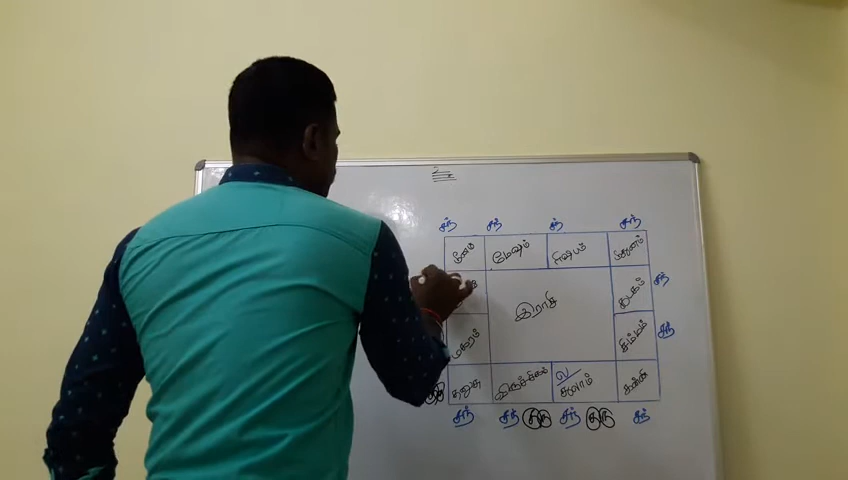 உ
சந் சந் சந் சந்
மீனம் மேஷம் ரிஷபம் மிதுனம்
சந்
இராசி கடகம்
மகரம் சிம்மம் சந்
ல
தனுசு விருச்சிகம் துலாம் கன்னி
சந் சந் குரு சந் குரு சந்